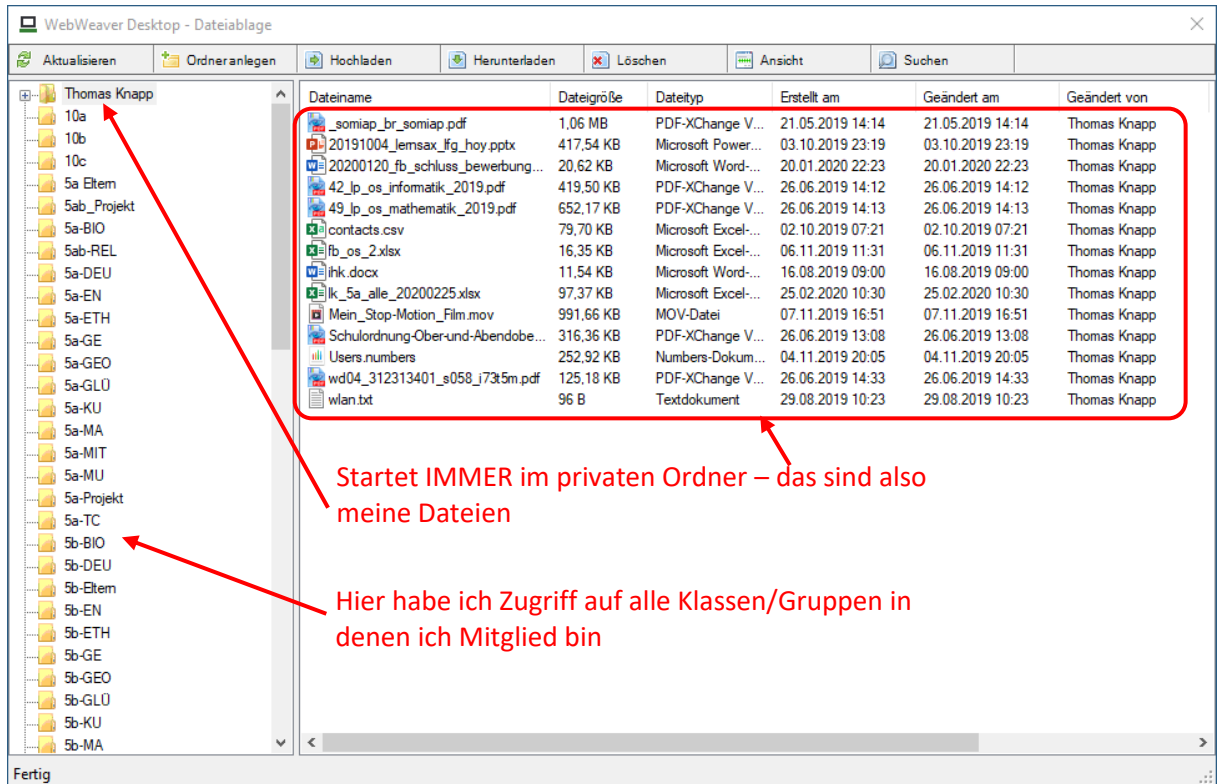 WebWeaver Desktop - Dateiablage
Aktualisieren Ordner anlegen Hochladen Herunterladen Löschen Ansicht Suchen
Thomas Knapp
10a
10b
10c
5a Eltern
5ab_Projekt
5a-BIO
5ab-REL
5a-DEU
5a-EN
5a-ETH
5a-GE
5a-GEO
5a-GLÜ
5a-KU
5a-MA
5a-MIT
5a-MU
5a-Projekt
5a-TC
5b-BIO
5b-DEU
5b-Eltern
5b-EN
5b-ETH
5b-GE
5b-GEO
5b-GLÜ
5b-KU
5b-MA
Dateiname Dateigröße Dateityp Erstellt am Geändert am Geändert von
_somiap_br_somiap.pdf 1,06 MB PDF-XChange V... 21.05.2019 14:14 21.05.2019 14:14 Thomas Knapp
20191004_lernsax_lfg_hoy.pptx 417,54 KB Microsoft Power... 03.10.2019 23:19 03.10.2019 23:19 Thomas Knapp
20200120_fb_schluss_bewerbung... 20,62 KB Microsoft Word-... 20.01.2020 22:23 20.01.2020 22:23 Thomas Knapp
42_lp_os_informatik_2019.pdf 419,50 KB PDF-XChange V... 26.06.2019 14:12 26.06.2019 14:12 Thomas Knapp
49_lp_os_mathematik_2019.pdf 652,17 KB PDF-XChange V... 26.06.2019 14:13 26.06.2019 14:13 Thomas Knapp
contacts.csv 79,70 KB Microsoft Excel-... 02.10.2019 07:21 02.10.2019 07:21 Thomas Knapp
fb_os_2.xlsx 16,35 KB Microsoft Excel-... 06.11.2019 11:31 06.11.2019 11:31 Thomas Knapp
ihk.docx 11,54 KB Microsoft Word-... 16.08.2019 09:00 16.08.2019 09:00 Thomas Knapp
lk_5a_alle_20200225.xlsx 97,37 KB Microsoft Excel-... 25.02.2020 10:30 25.02.2020 10:30 Thomas Knapp
Mein_Stop-Motion_Film.mov 991,66 KB MOV-Datei 07.11.2019 16:51 07.11.2019 16:51 Thomas Knapp
Schulordnung-Ober-und-Abendobe... 316,36 KB PDF-XChange V... 26.06.2019 13:08 26.06.2019 13:08 Thomas Knapp
Users.numbers 252,92 KB Numbers-Dokum... 04.11.2019 20:05 04.11.2019 20:05 Thomas Knapp
wd04_312313401_s058_i73t5m.pdf 125,18 KB PDF-XChange V... 26.06.2019 14:33 26.06.2019 14:33 Thomas Knapp
wlan.txt 96 B Textdokument 29.08.2019 10:23 29.08.2019 10:23 Thomas Knapp
Startet IMMER im privaten Ordner – das sind also
meine Dateien
Hier habe ich Zugriff auf alle Klassen/Gruppen in
denen ich Mitglied bin
Fertig